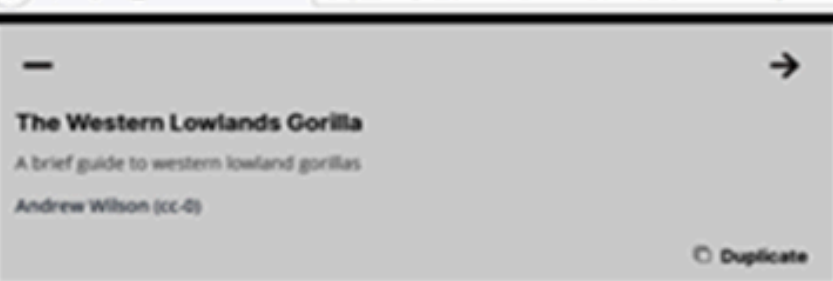 The Western Lowlands Gorilla
A brief guide to western lowland gorillas
Andrew Wilson (cc-0)
Duplicate